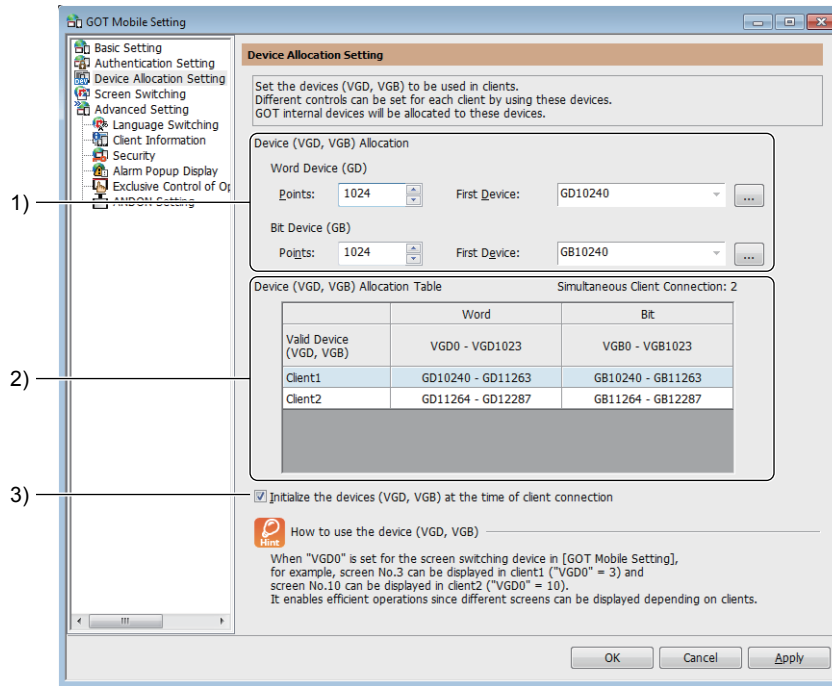 GOT Mobile Setting
Basic Setting
Authentication Setting
Device Allocation Setting
Screen Switching
Advanced Setting
Language Switching
Client Information
Security
Alarm Popup Display
Exclusive Control of Op
ANDON Setting
Device Allocation Setting
Set the devices (VGD, VGB) to be used in clients.
Different controls can be set for each client by using these devices.
GOT internal devices will be allocated to these devices.
1)
Device (VGD, VGB) Allocation
Word Device (GD)
Points: 1024 First Device: GD10240 ...
Bit Device (GB)
Points: 1024 First Device: GB10240 ...
2)
Device (VGD, VGB) Allocation Table Simultaneous Client Connection: 2
Word Bit
Valid Device (VGD, VGB) VGD0 - VGD1023 VGB0 - VGB1023
Client1 GD10240 - GD11263 GB10240 - GB11263
Client2 GD11264 - GD12287 GB11264 - GB12287
3)
Initialize the devices (VGD, VGB) at the time of client connection
Hint How to use the device (VGD, VGB)
When "VGD0" is set for the screen switching device in [GOT Mobile Setting],
for example, screen No.3 can be displayed in client1 ("VGD0" = 3) and
screen No.10 can be displayed in client2 ("VGD0" = 10).
It enables efficient operations since different screens can be displayed depending on clients.
OK Cancel Apply